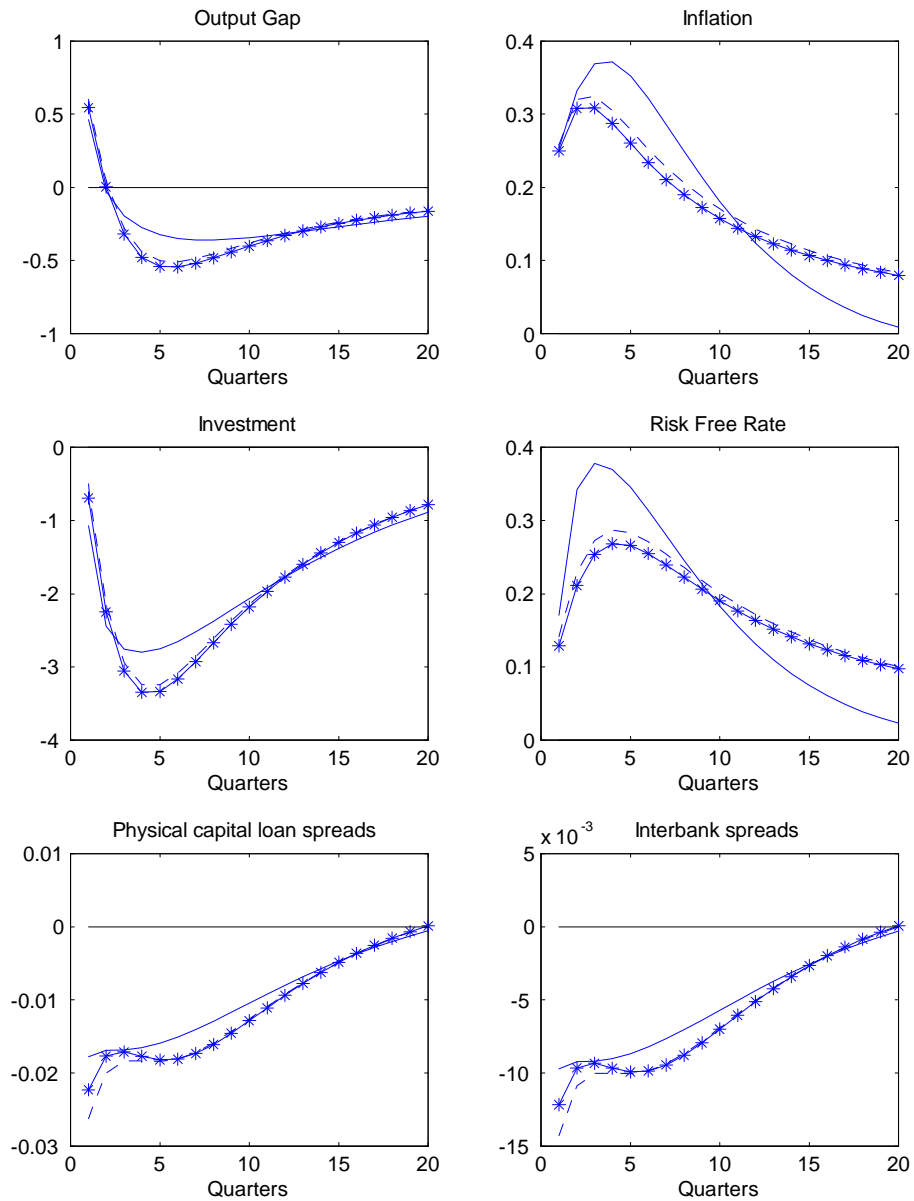 Output Gap
1
0.5
0
-0.5
-1
0 5 10 15 20
Quarters
Inflation
0.4
0.3
0.2
0.1
0
0 5 10 15 20
Quarters
Investment
0
-1
-2
-3
-4
0 5 10 15 20
Quarters
Risk Free Rate
0.4
0.3
0.2
0.1
0
0 5 10 15 20
Quarters
Physical capital loan spreads
0.01
0
-0.01
-0.02
-0.03
0 5 10 15 20
Quarters
Interbank spreads
x 10^-3
5
0
-5
-10
-15
0 5 10 15 20
Quarters